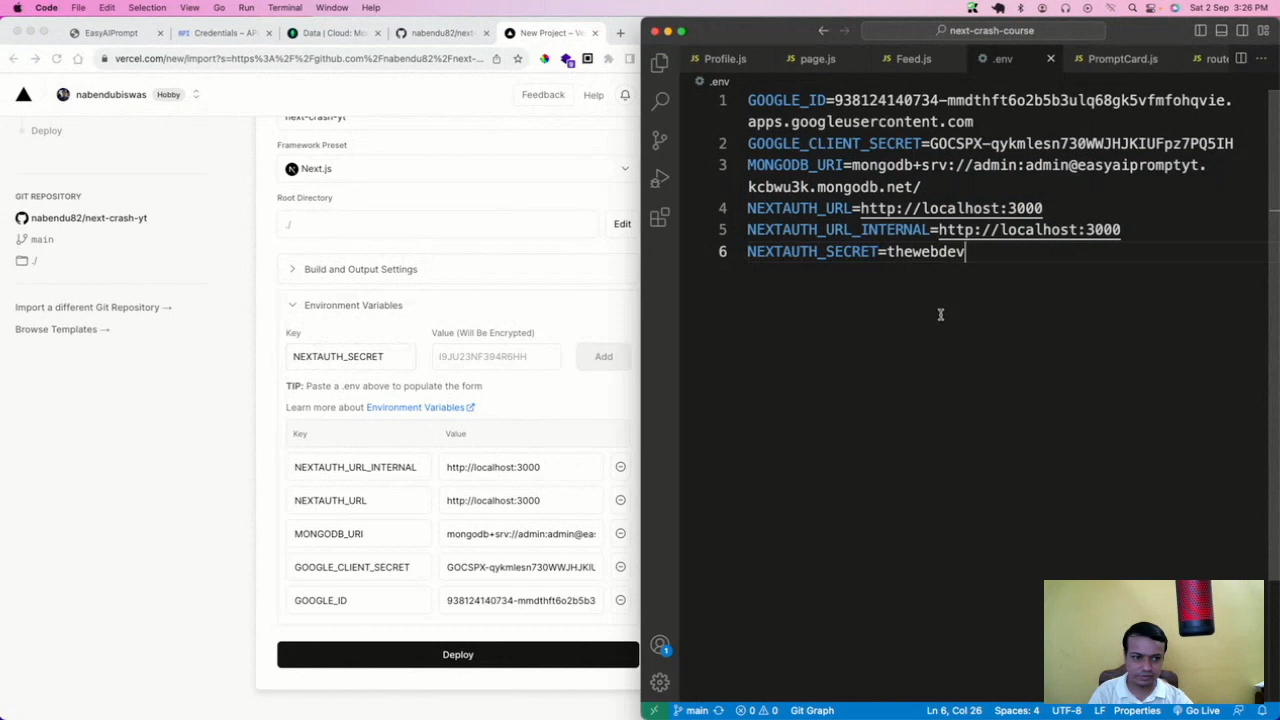 Code File Edit Selection View Go Run Terminal Window Help
Sat 2 Sep 3:26 PM
EasyAIPrompt
Credentials – API
Data | Cloud: Mo
nabendu82/next-c
New Project – Ve
vercel.com/new/import?s=https%3A%2F%2Fgithub.com%2Fnabendu82%2Fnext-...
nabendubiswas Hobby
Feedback Help
Deploy
GIT REPOSITORY
nabendu82/next-crash-yt
main
./
Import a different Git Repository →
Browse Templates →
next-crash-yt
Framework Preset
Next.js
Root Directory
./
Edit
Build and Output Settings
Environment Variables
Key Value (Will Be Encrypted)
NEXTAUTH_SECRET I9JU23NF394R6HH Add
TIP: Paste a .env above to populate the form
Learn more about Environment Variables
Key Value
NEXTAUTH_URL_INTERNAL http://localhost:3000
NEXTAUTH_URL http://localhost:3000
MONGODB_URI mongodb+srv://admin:admin@eas
GOOGLE_CLIENT_SECRET GOCSPX-qykmlesn730WWJHJKIU
GOOGLE_ID 938124140734-mmdthft6o2b5b3
Deploy
next-crash-course
Profile.js page.js Feed.js .env PromptCard.js route
.env
1 GOOGLE_ID=938124140734-mmdthft6o2b5b3ulq68gk5vfmfohqvie.
apps.googleusercontent.com
2 GOOGLE_CLIENT_SECRET=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
3 MONGODB_URI=mongodb+srv://admin:admin@easyaipromptyt.
kcbwu3k.mongodb.net/
4 NEXTAUTH_URL=http://localhost:3000
5 NEXTAUTH_URL_INTERNAL=http://localhost:3000
6 NEXTAUTH_SECRET=thewebdev
1
main 0 0 Git Graph Ln 6, Col 26 Spaces: 4 UTF-8 LF Properties Go Live